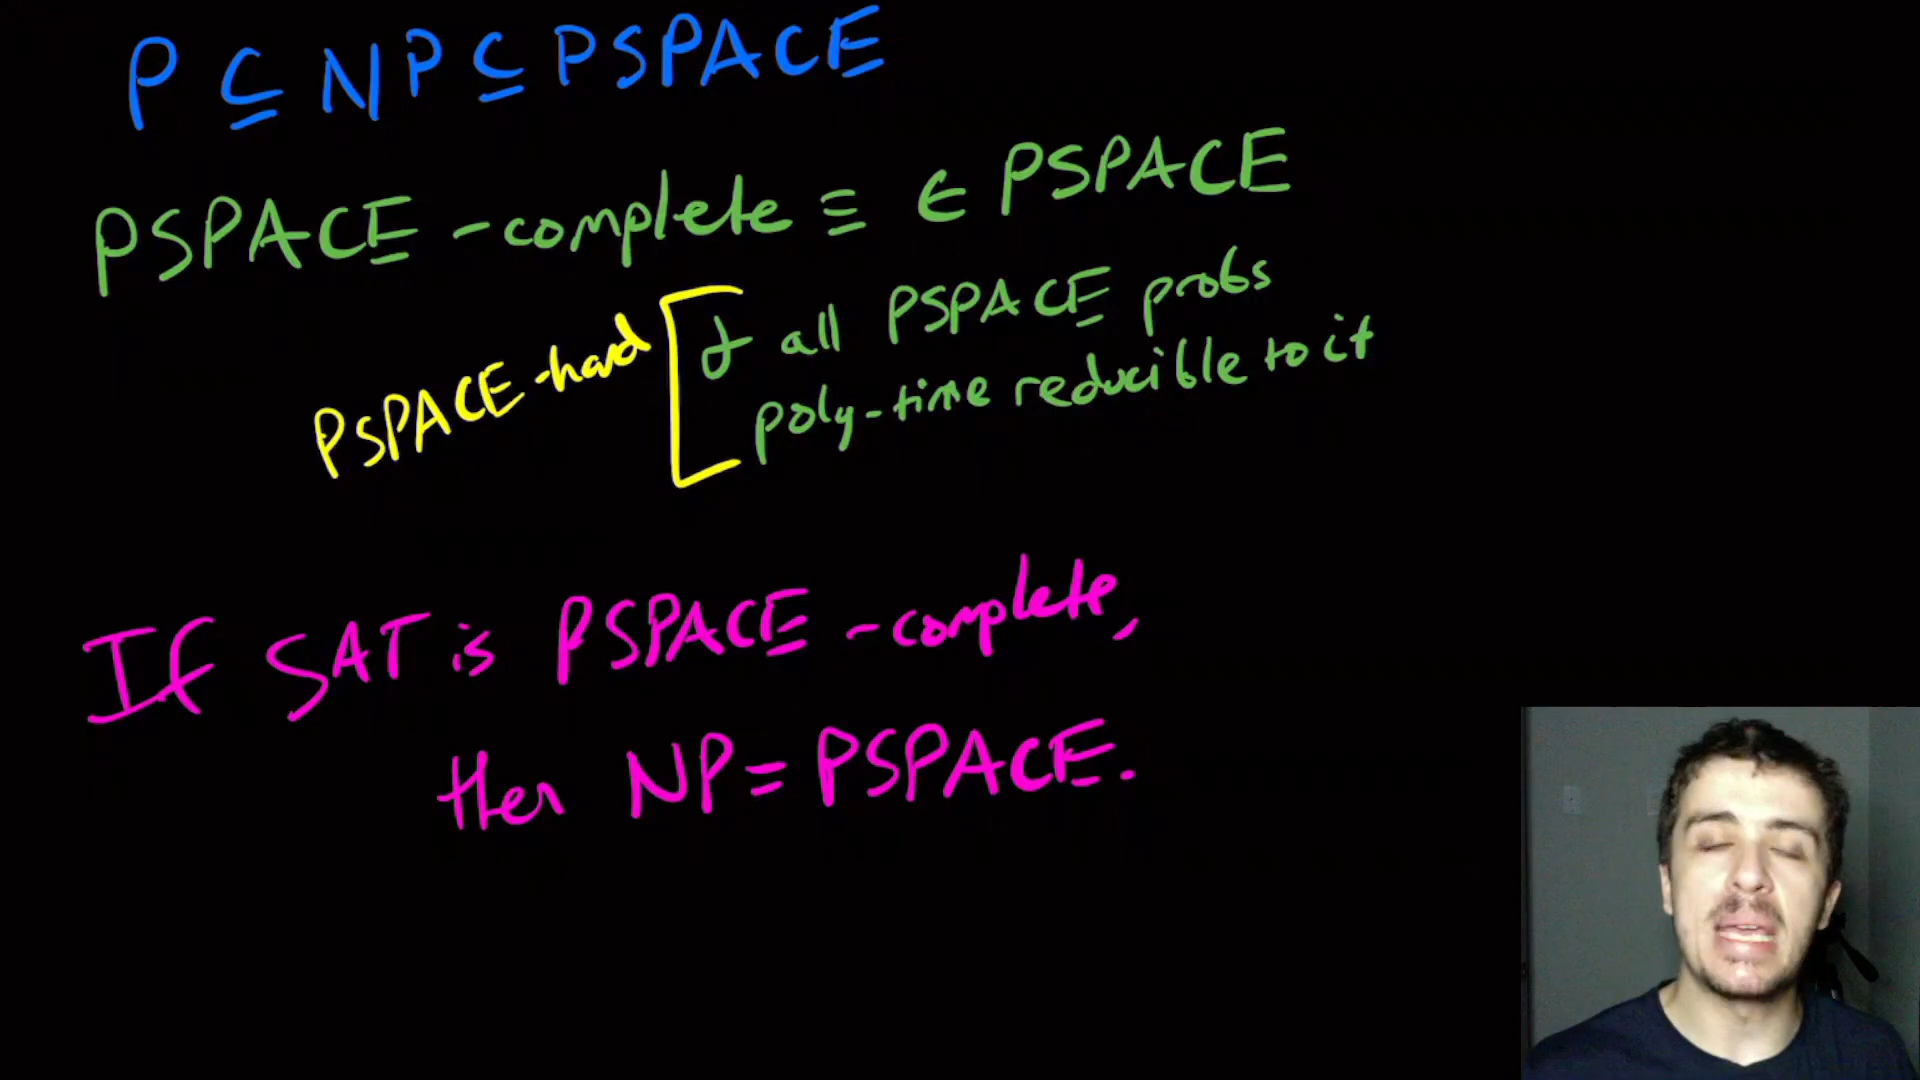 P ⊆ NP ⊆ PSPACE
PSPACE-complete ≡ ∈ PSPACE
& all PSPACE probs
poly-time reducible to it
PSPACE-hard
If SAT is PSPACE-complete,
then NP = PSPACE.